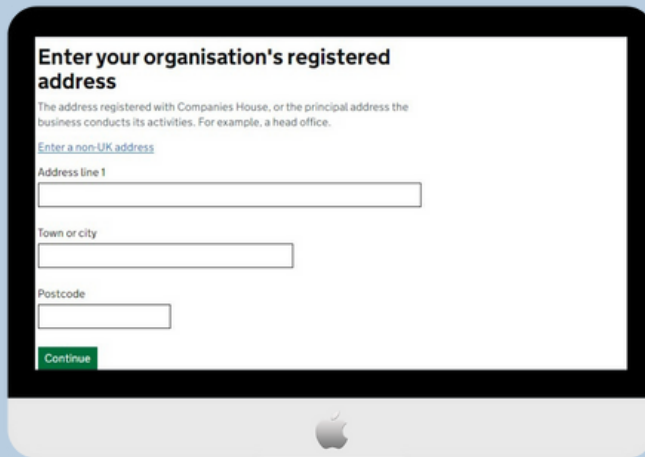 Enter your organisation's registered
address
The address registered with Companies House, or the principal address the
business conducts its activities. For example, a head office.
Enter a non-UK address
Address line 1
Town or city
Postcode
Continue